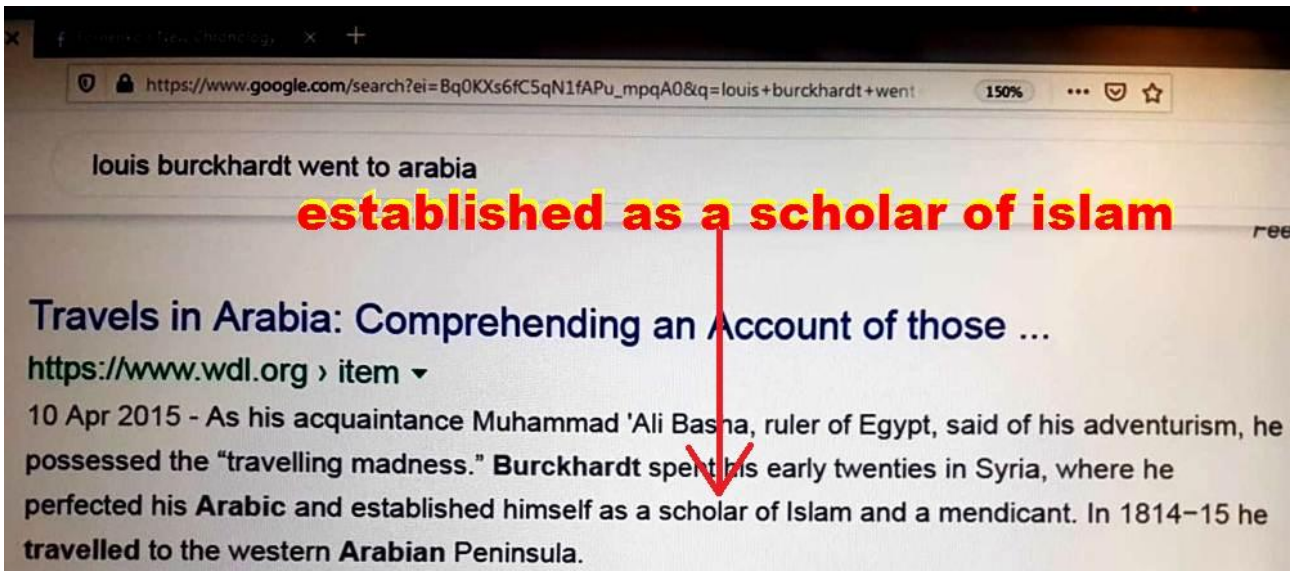 × f New Chronology × +
https://www.google.com/search?ei=Bq0KXs6fC5qN1fAPu_mpqA0&q=louis+burckhardt+went 150% ...
louis burckhardt went to arabia
established as a scholar of islam
Travels in Arabia: Comprehending an Account of those ...
https://www.wdl.org › item
10 Apr 2015 - As his acquaintance Muhammad 'Ali Basha, ruler of Egypt, said of his adventurism, he
possessed the “travelling madness.” Burckhardt spent his early twenties in Syria, where he
perfected his Arabic and established himself as a scholar of Islam and a mendicant. In 1814–15 he
travelled to the western Arabian Peninsula.